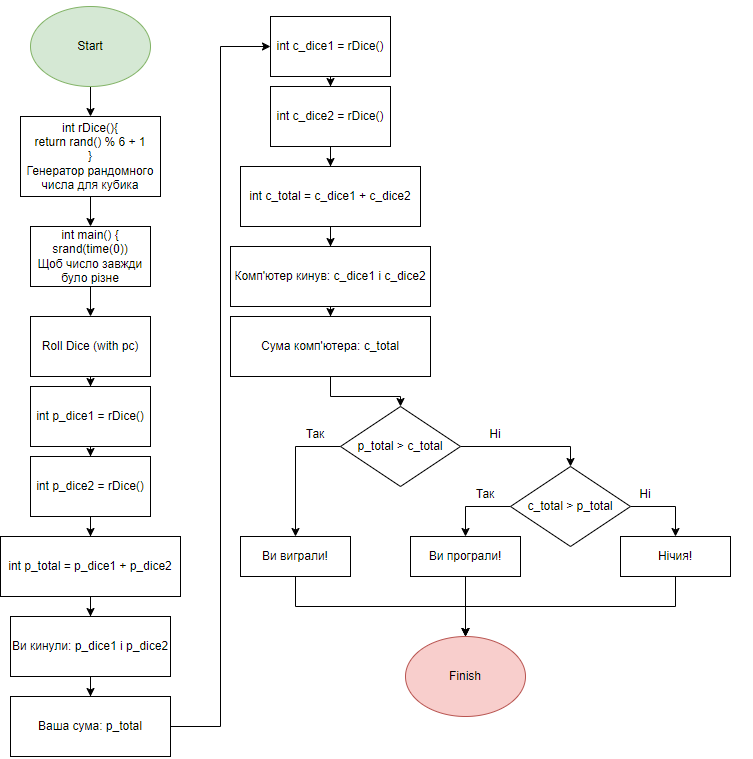 Start
int rDice(){
return rand() % 6 + 1
}
Генератор рандомного
числа для кубика
int main() {
srand(time(0))
Щоб число завжди
було різне
Roll Dice (with pc)
int p_dice1 = rDice()
int p_dice2 = rDice()
int p_total = p_dice1 + p_dice2
Ви кинули: p_dice1 і p_dice2
Ваша сума: p_total
int c_dice1 = rDice()
int c_dice2 = rDice()
int c_total = c_dice1 + c_dice2
Комп'ютер кинув: c_dice1 і c_dice2
Сума комп'ютера: c_total
p_total > c_total
Так
Ні
c_total > p_total
Так
Ні
Ви виграли!
Ви програли!
Нічия!
Finish